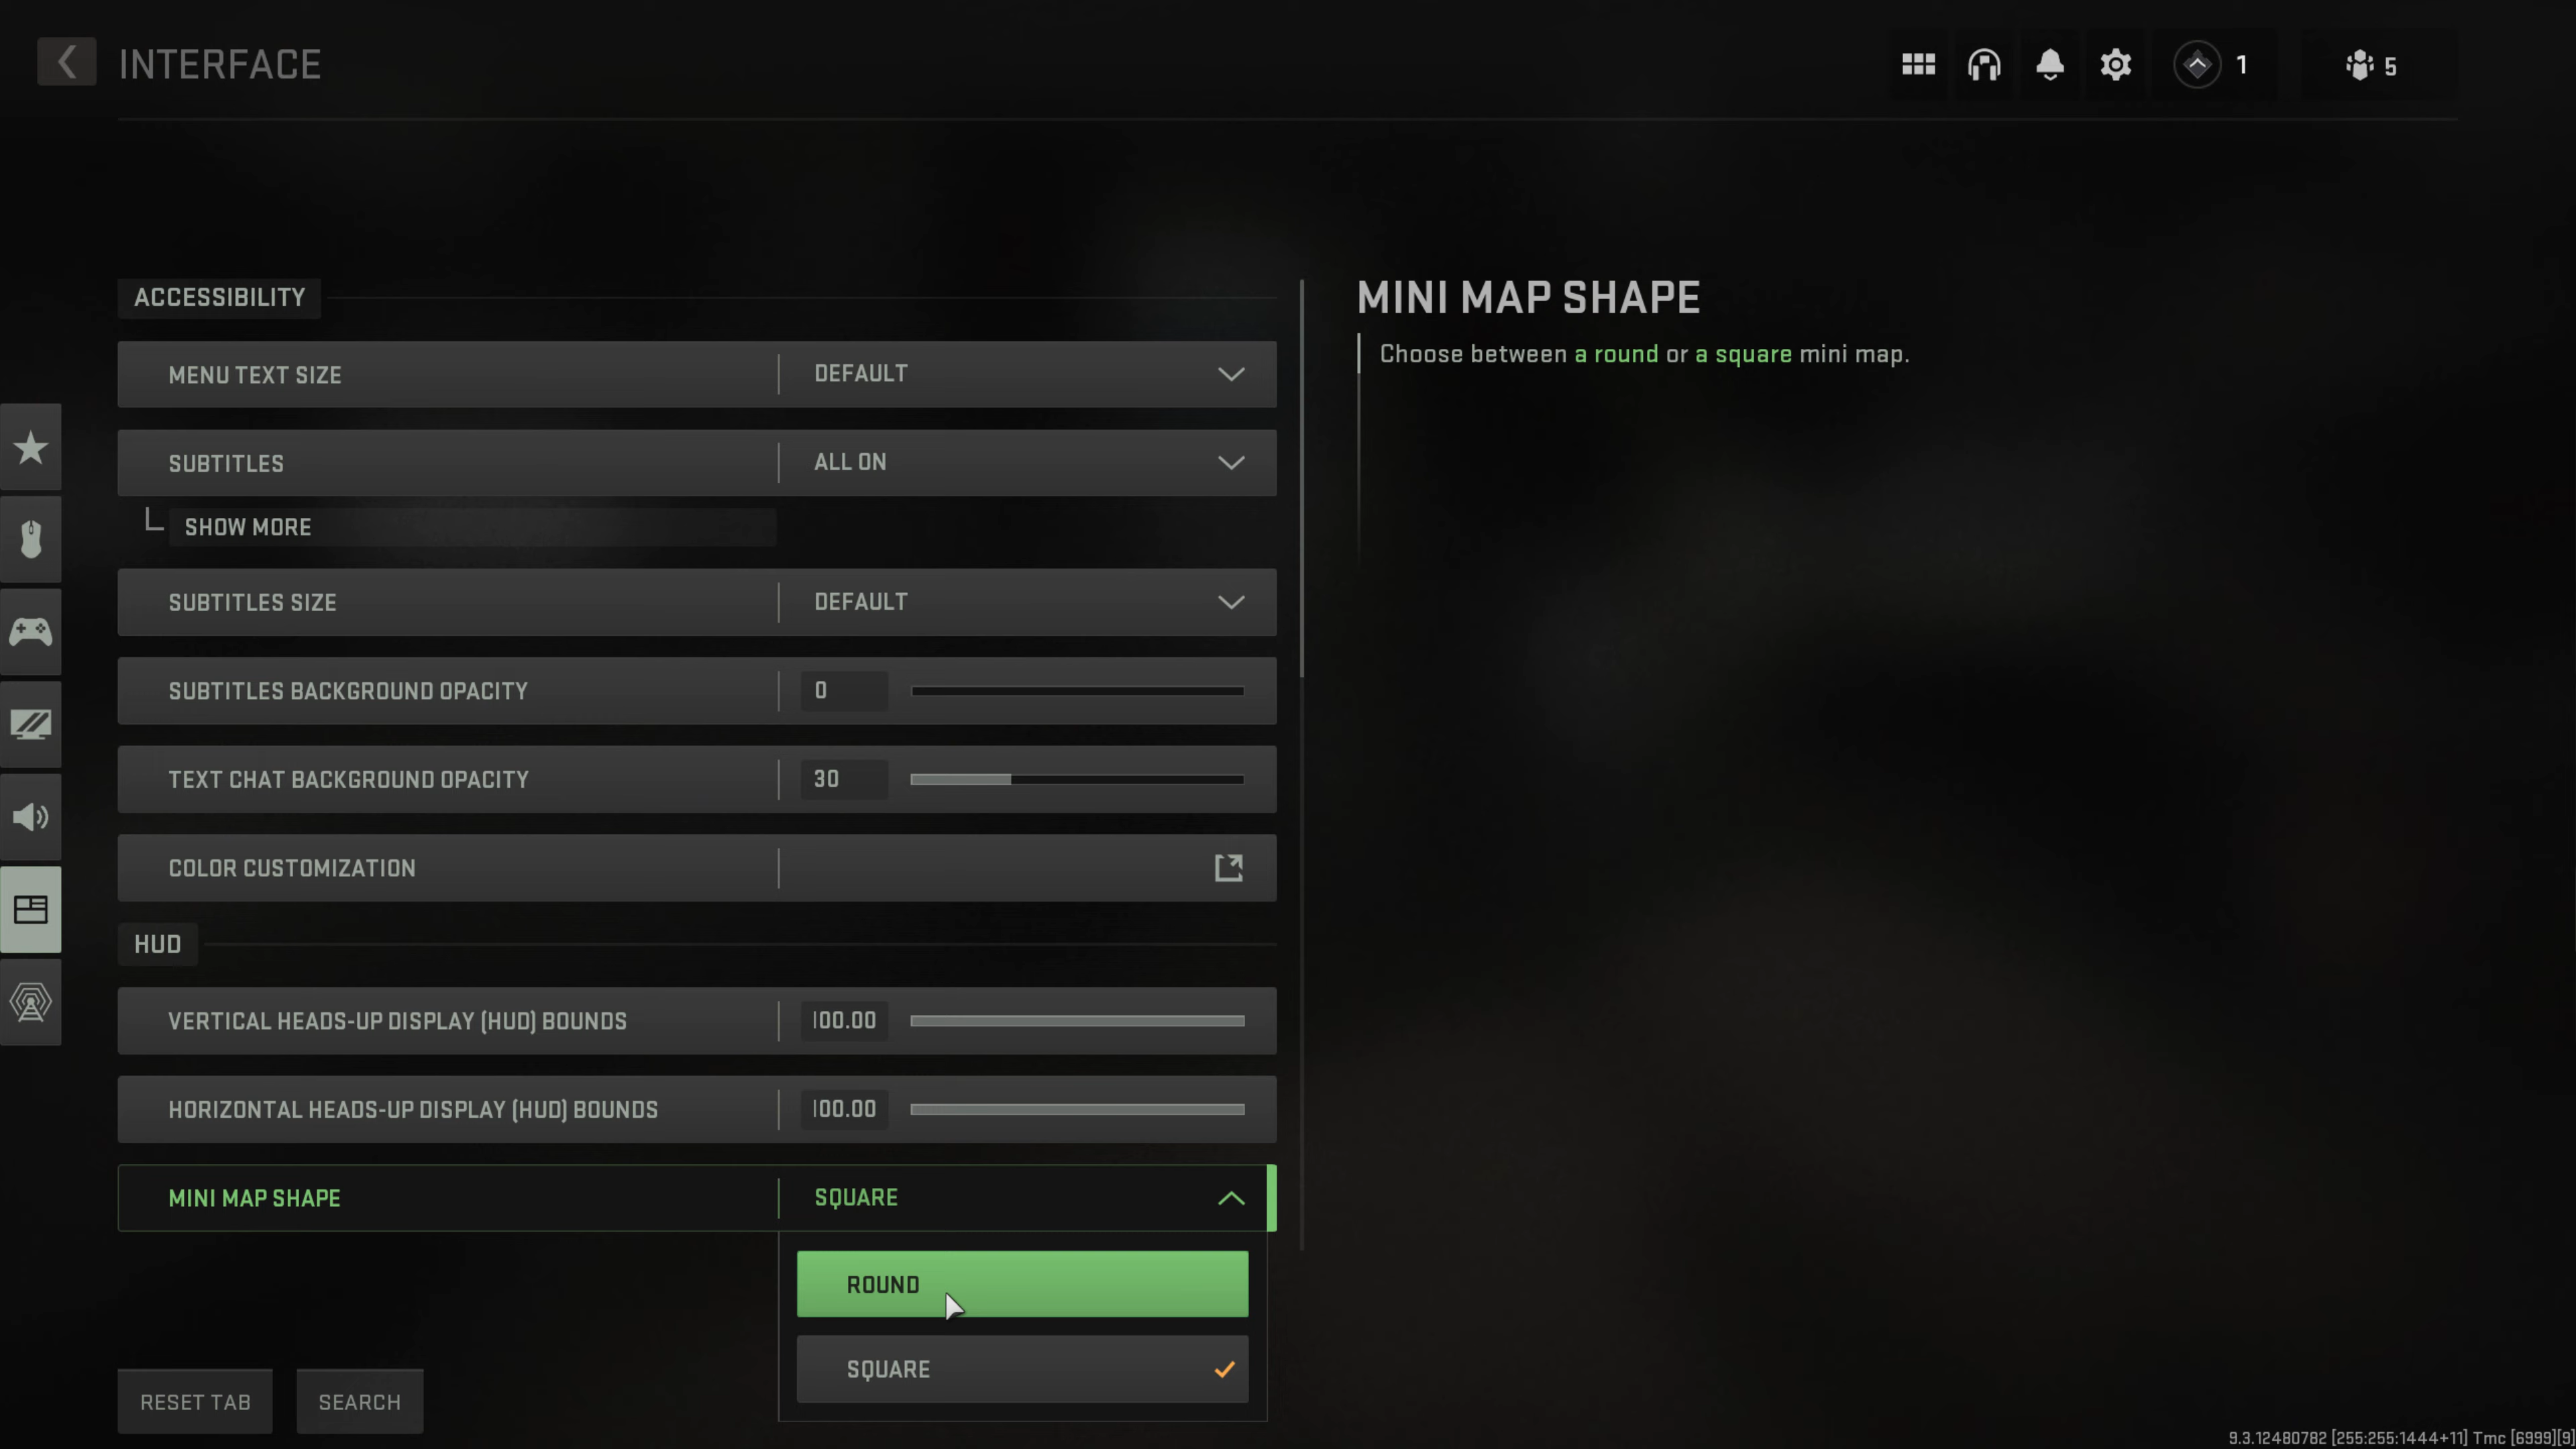 INTERFACE
1
5
ACCESSIBILITY
MENU TEXT SIZE
DEFAULT
SUBTITLES
ALL ON
SHOW MORE
SUBTITLES SIZE
DEFAULT
SUBTITLES BACKGROUND OPACITY
0
TEXT CHAT BACKGROUND OPACITY
30
COLOR CUSTOMIZATION
HUD
VERTICAL HEADS-UP DISPLAY (HUD) BOUNDS
100.00
HORIZONTAL HEADS-UP DISPLAY (HUD) BOUNDS
100.00
MINI MAP SHAPE
SQUARE
ROUND
SQUARE
RESET TAB
SEARCH
MINI MAP SHAPE
Choose between a round or a square mini map.
9.3.12480782 [255:255:1444+11] Tmc [6999][9]